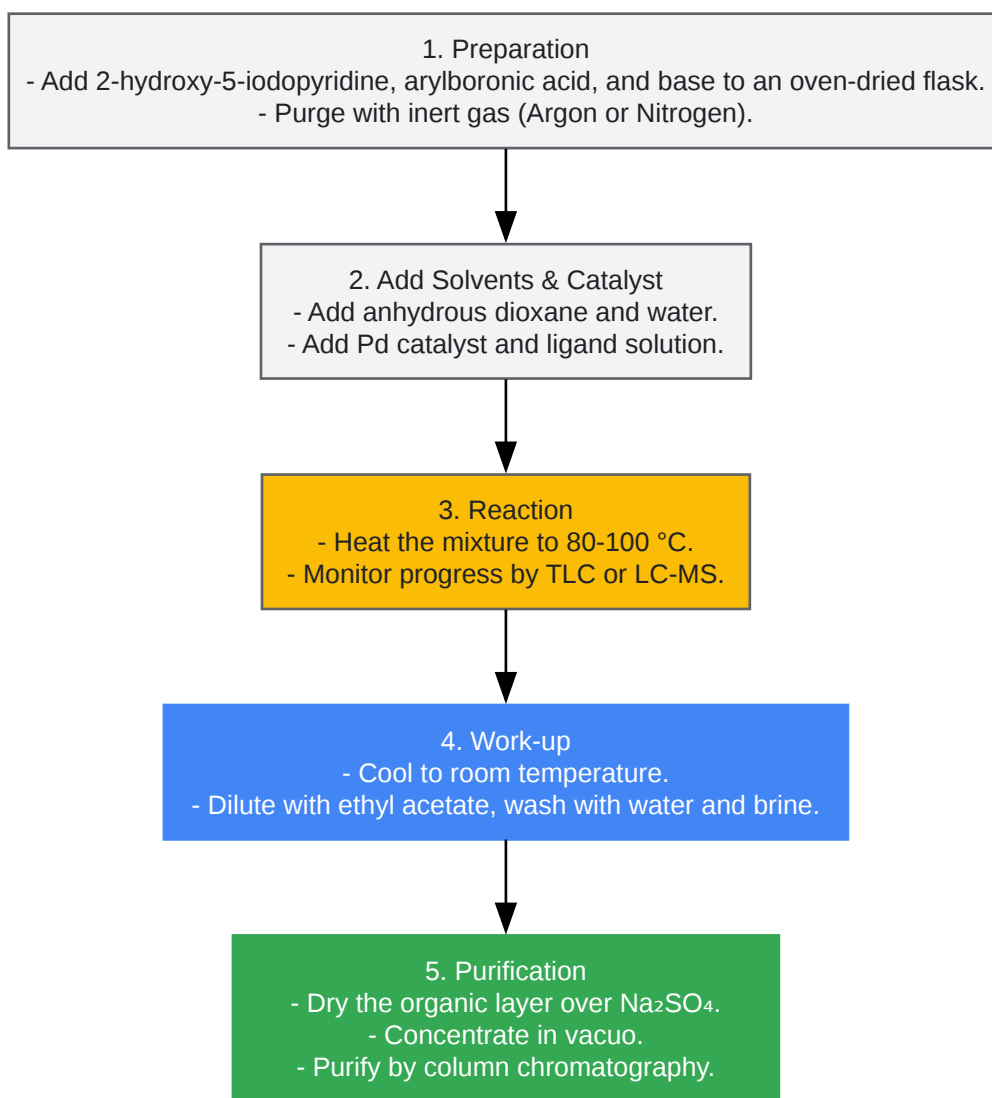 1. Preparation
- Add 2-hydroxy-5-iodopyridine, arylboronic acid, and base to an oven-dried flask.
- Purge with inert gas (Argon or Nitrogen).
2. Add Solvents & Catalyst
- Add anhydrous dioxane and water.
- Add Pd catalyst and ligand solution.
3. Reaction
- Heat the mixture to 80-100 °C.
- Monitor progress by TLC or LC-MS.
4. Work-up
- Cool to room temperature.
- Dilute with ethyl acetate, wash with water and brine.
5. Purification
- Dry the organic layer over Na₂SO₄.
- Concentrate in vacuo.
- Purify by column chromatography.